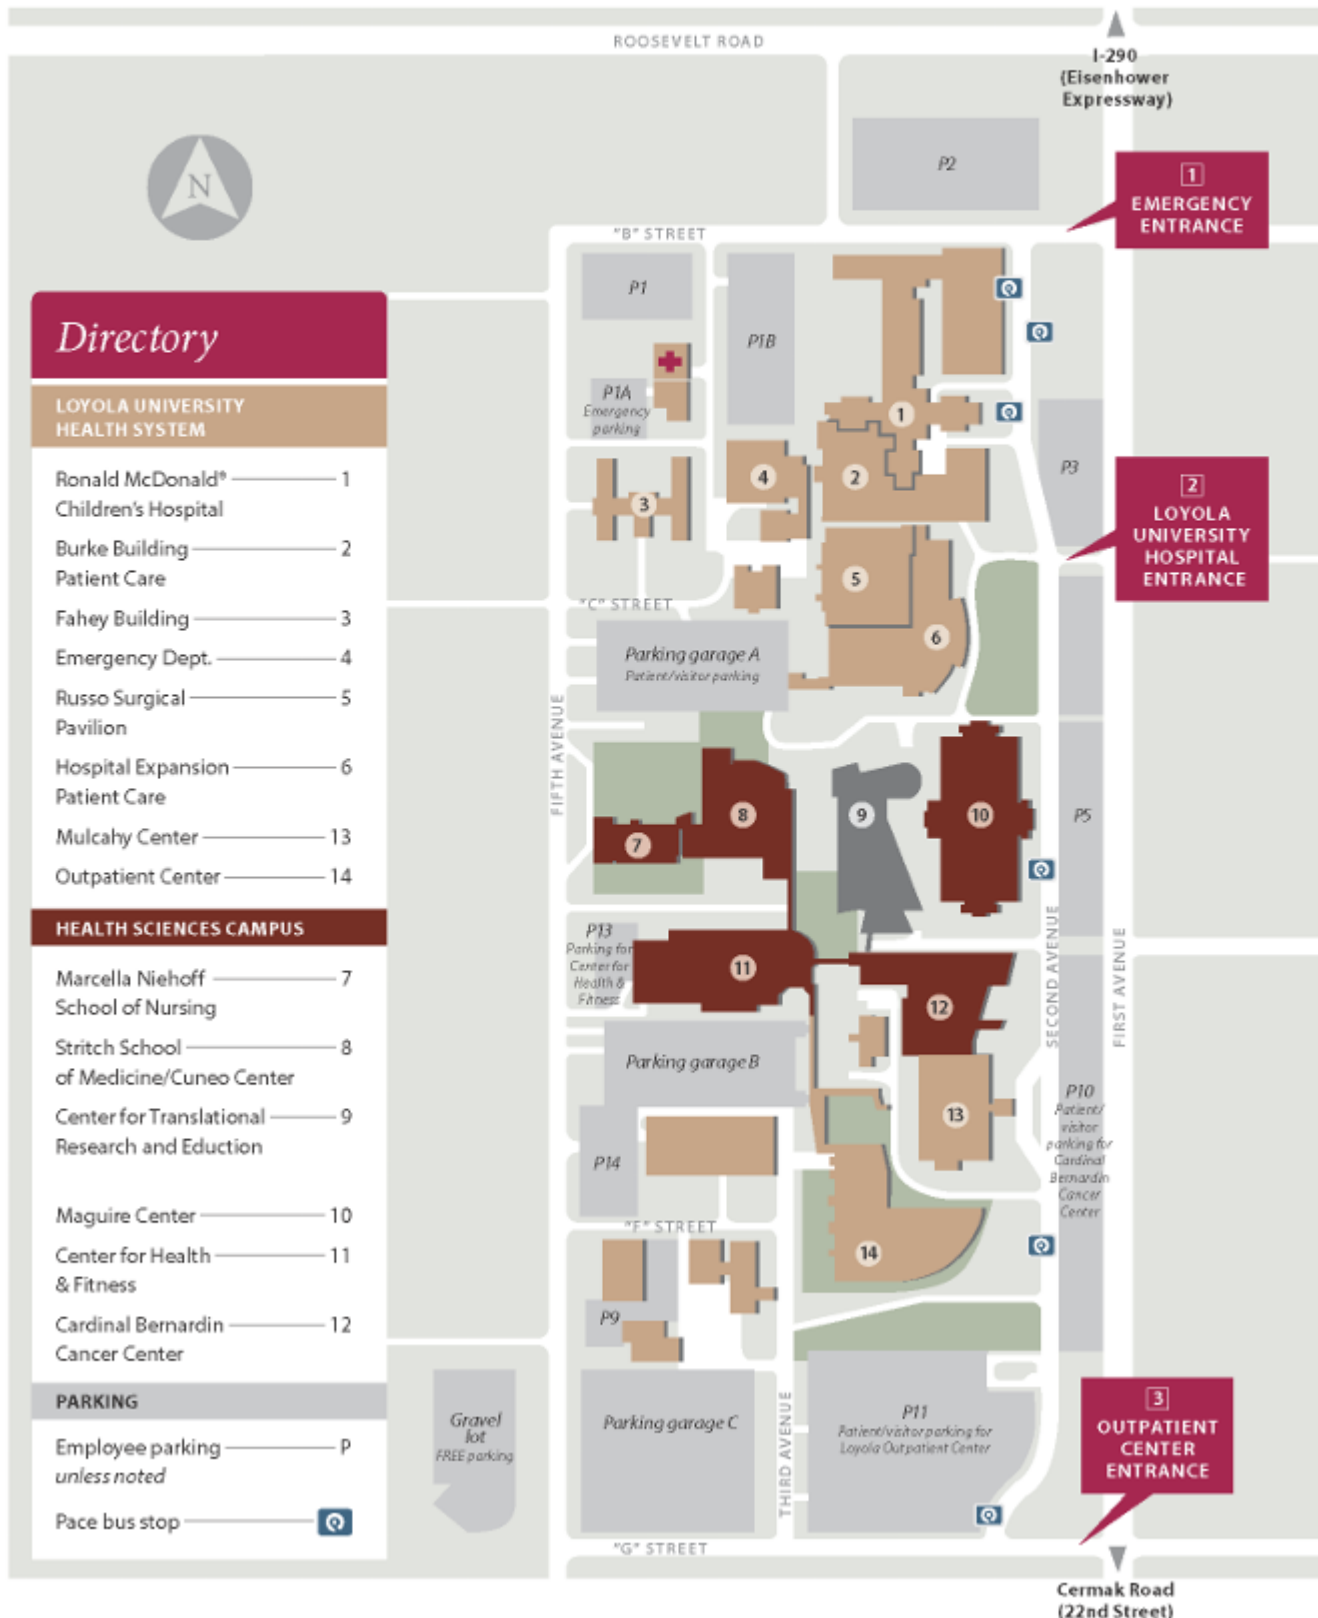 ROOSEVELT ROAD
I-290
(Eisenhower
Expressway)
N
P2
1
EMERGENCY
ENTRANCE
"B" STREET
P1
P1B
P1A
Emergency
parking
1
P3
2
4
3
2
LOYOLA
UNIVERSITY
HOSPITAL
ENTRANCE
5
"C" STREET
6
Parking garage A
Patient/visitor parking
FIFTH AVENUE
8
9
10
P5
7
SECOND AVENUE
FIRST AVENUE
P13
Parking for
Center for
Health &
Fitness
11
12
Parking garage B
P10
Patient/
visitor
parking for
Cardinal
Bernardin
Cancer
Center
13
P14
"F" STREET
14
P9
Gravel
lot
FREE parking
Parking garage C
THIRD AVENUE
P11
Patient/visitor parking for
Loyola Outpatient Center
3
OUTPATIENT
CENTER
ENTRANCE
"G" STREET
Cermak Road
(22nd Street)
Directory
LOYOLA UNIVERSITY
HEALTH SYSTEM
Ronald McDonald® 1
Children's Hospital
Burke Building 2
Patient Care
Fahey Building 3
Emergency Dept. 4
Russo Surgical 5
Pavilion
Hospital Expansion 6
Patient Care
Mulcahy Center 13
Outpatient Center 14
HEALTH SCIENCES CAMPUS
Marcella Niehoff 7
School of Nursing
Stritch School 8
of Medicine/Cuneo Center
Center for Translational 9
Research and Eduction
Maguire Center 10
Center for Health 11
& Fitness
Cardinal Bernardin 12
Cancer Center
PARKING
Employee parking P
unless noted
Pace bus stop